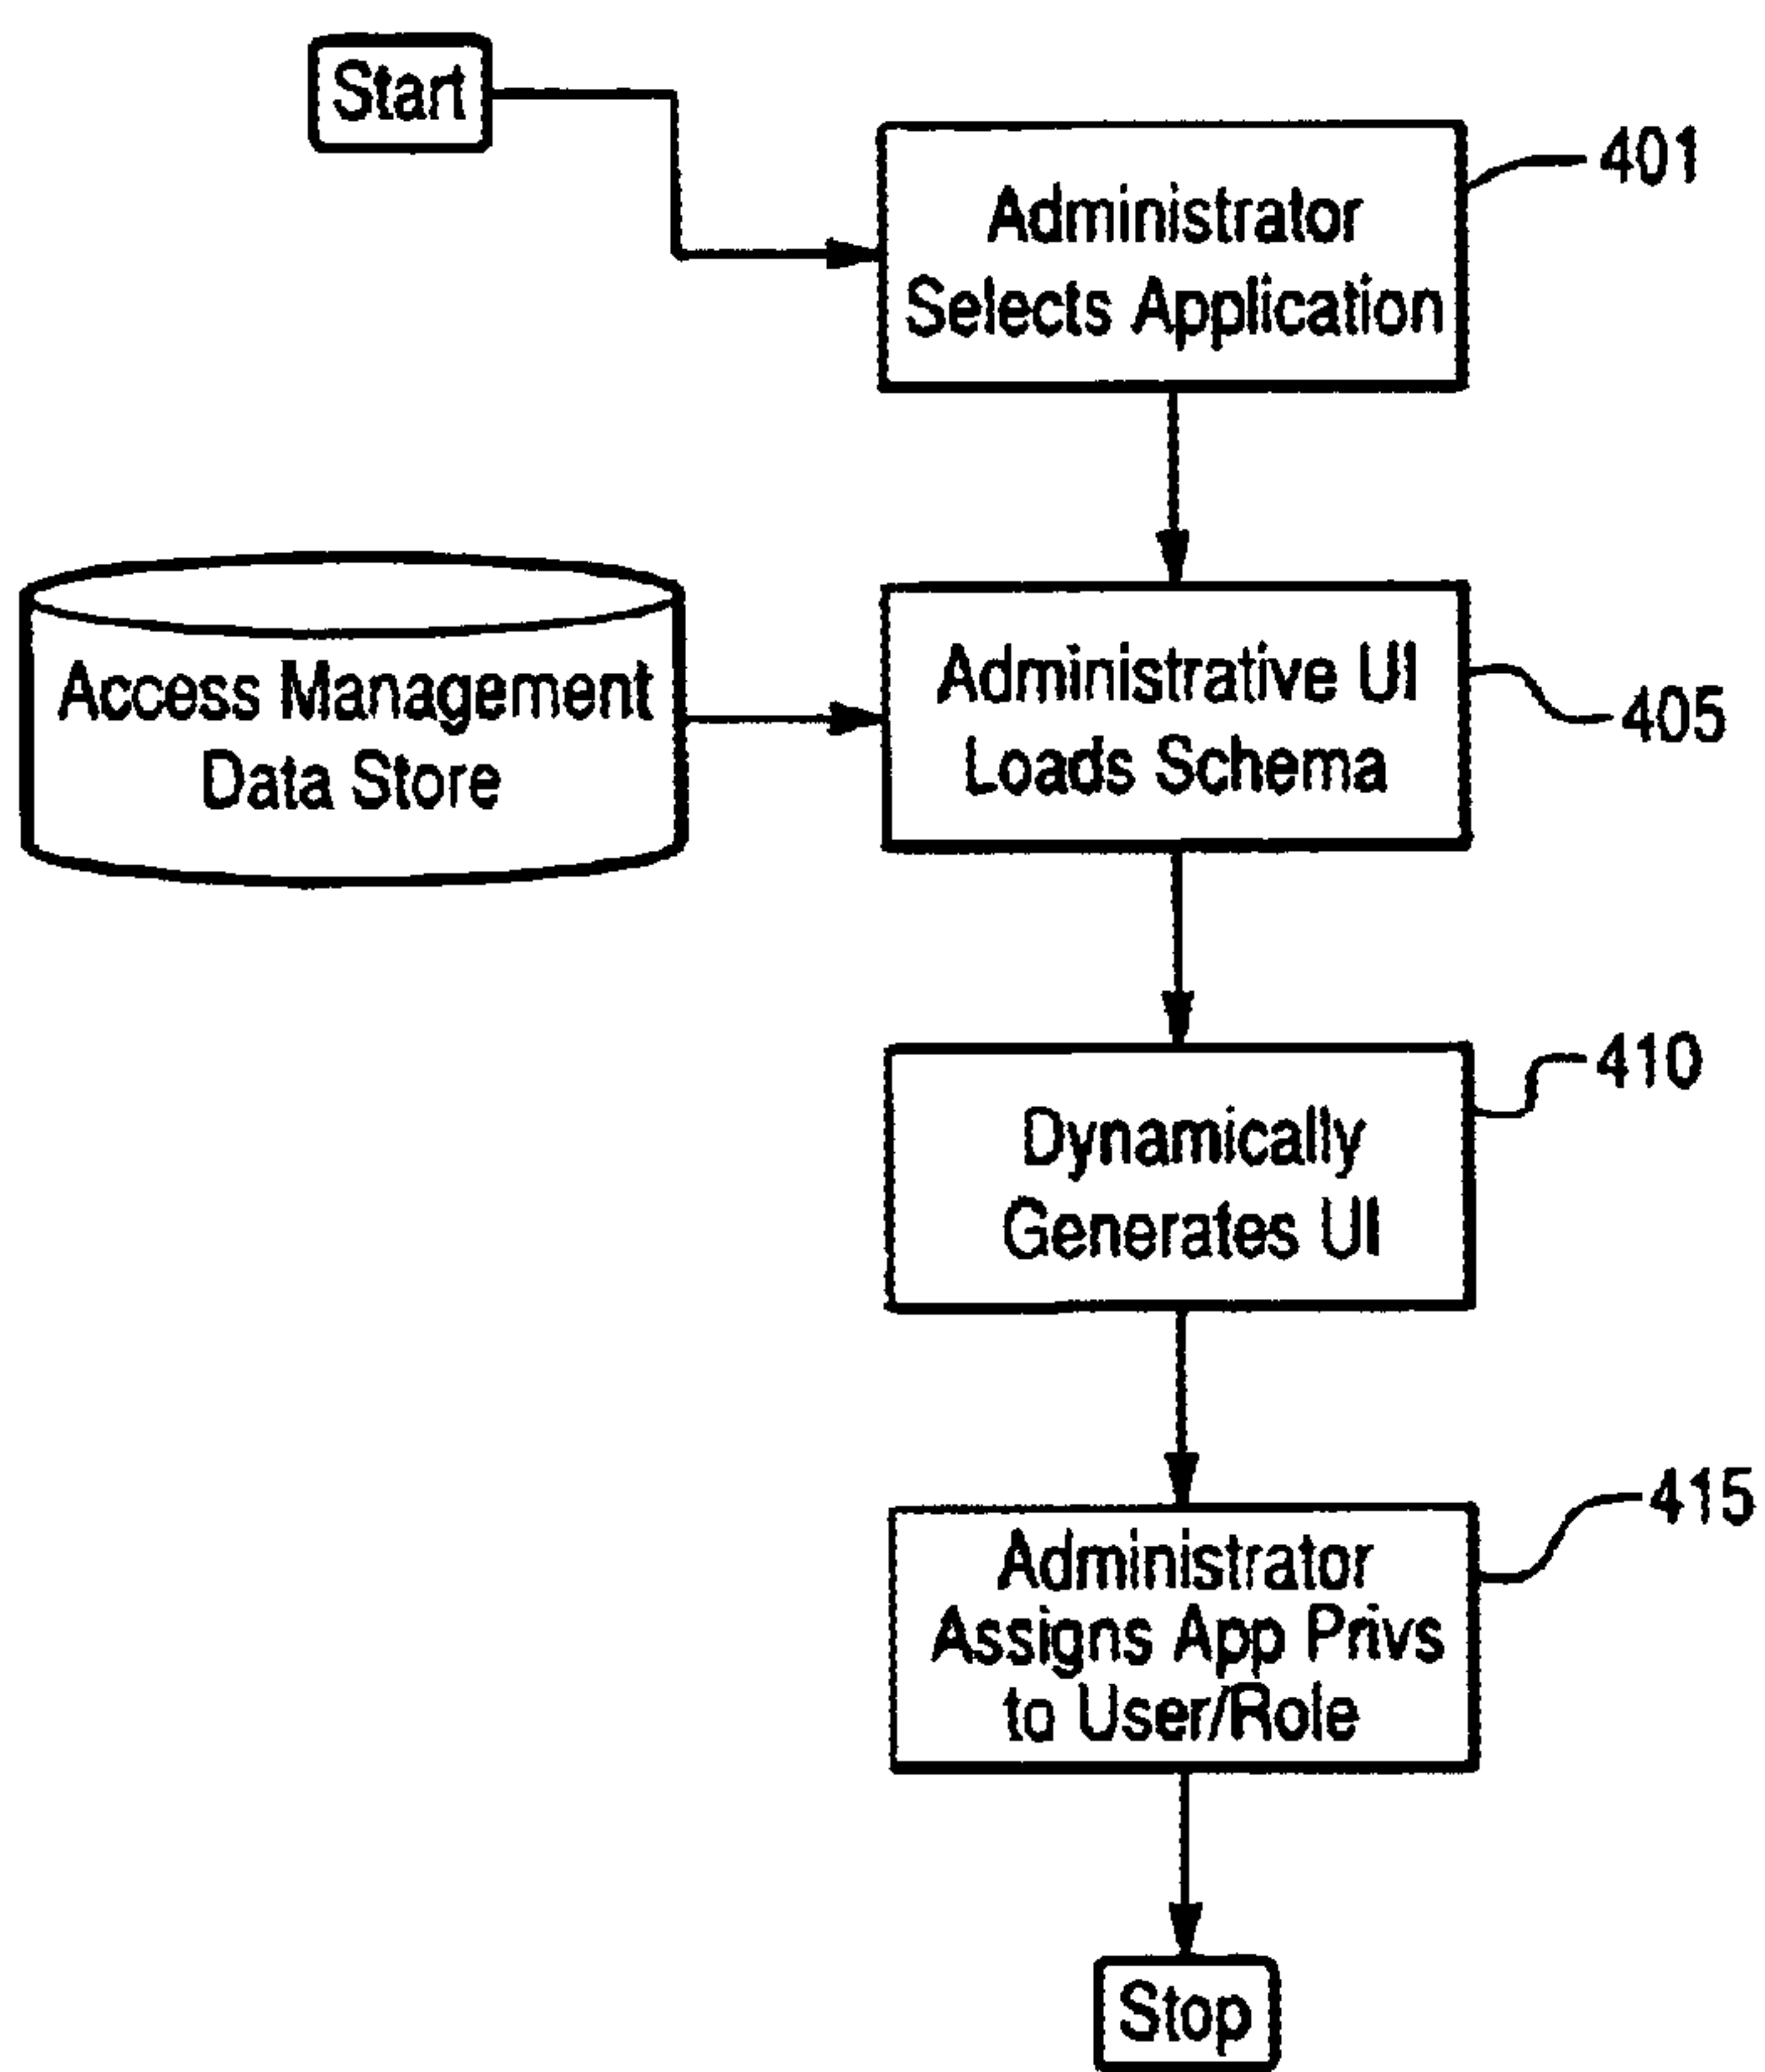 Start
Administrator
Selects Application
401
Access Management
Data Store
Administrative UI
Loads Schema
405
Dynamically
Generates UI
410
Administrator
Assigns App Privs
to User/Role
415
Stop